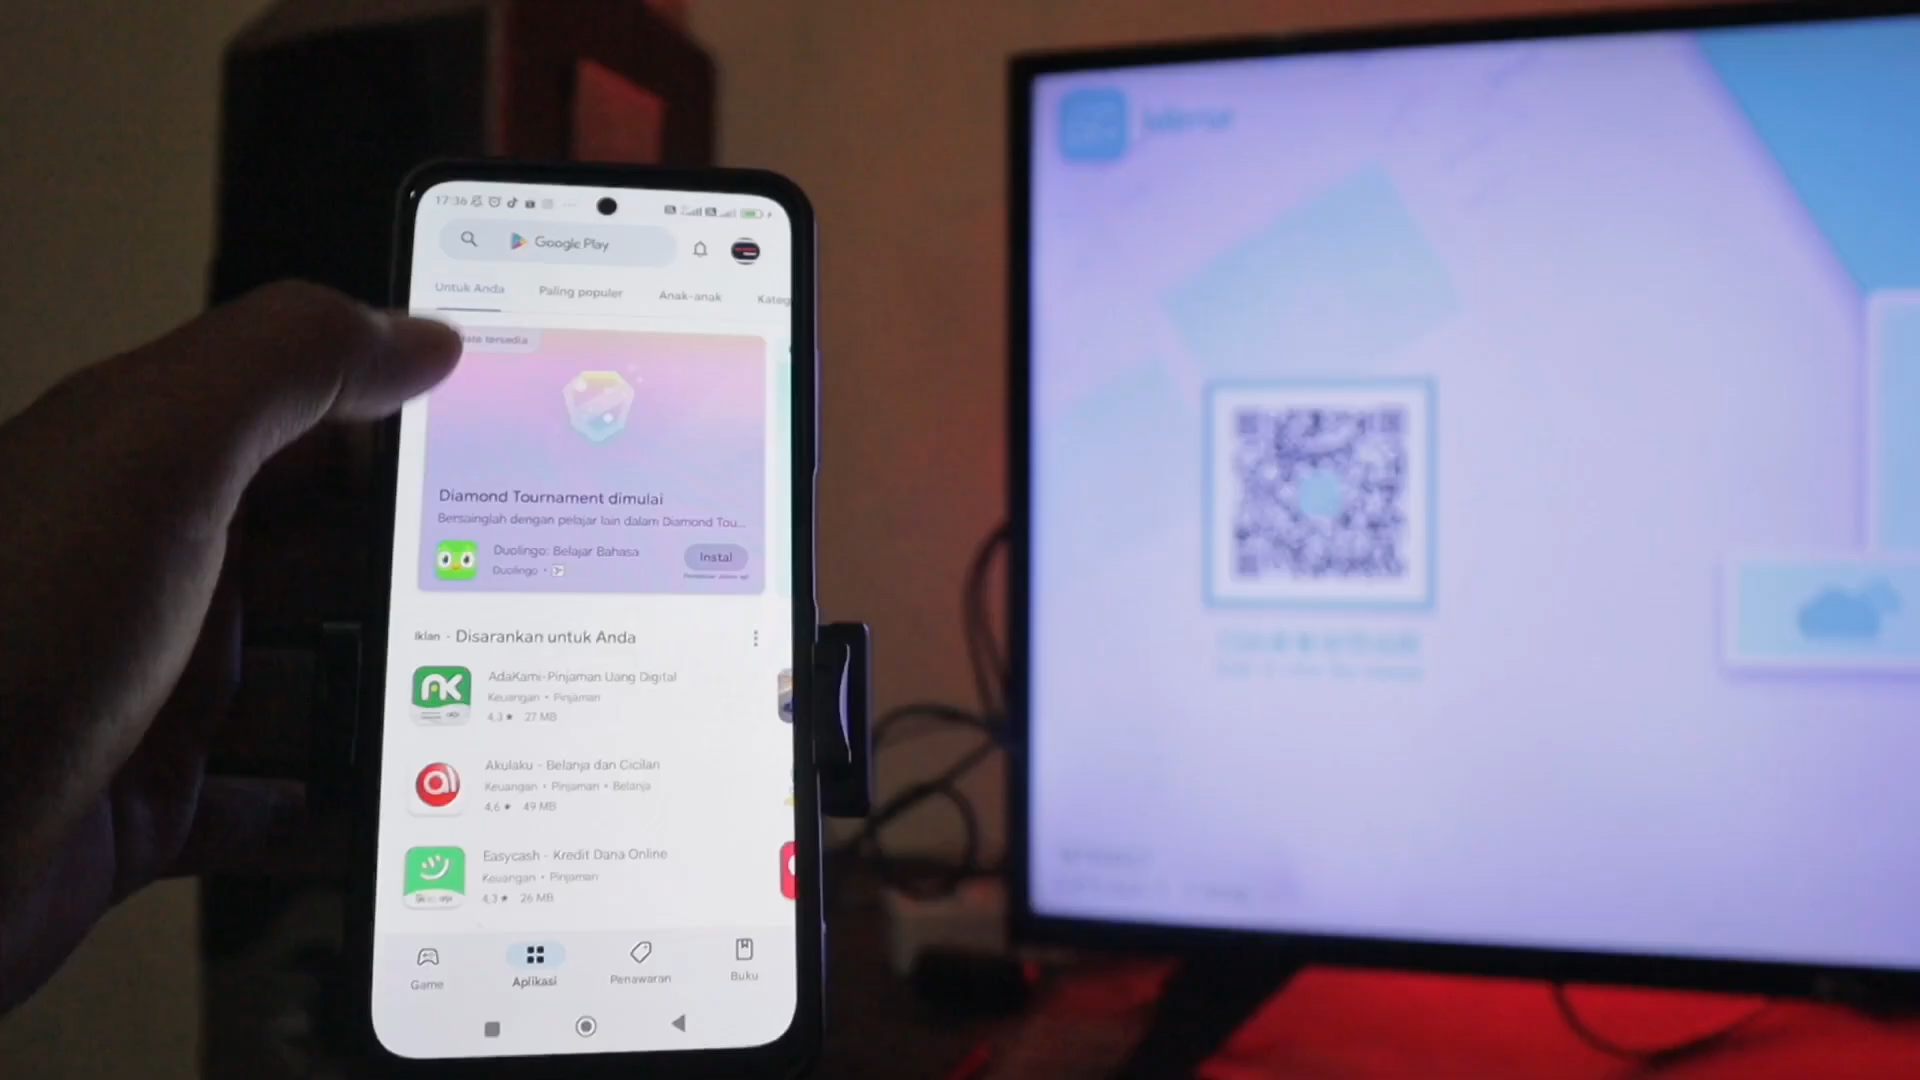 17:36
Google Play
Untuk Anda
Paling populer
Anak-anak
Kateg
tersedia
Diamond Tournament dimulai
Bersainglah dengan pelajar lain dalam Diamond Tou...
Duolingo: Belajar Bahasa
Instal
Duolingo •
Iklan - Disarankan untuk Anda
AK
AdaKami-Pinjaman Uang Digital
Keuangan • Pinjaman
4,3★ 27 MB
Akulaku - Belanja dan Cicilan
Keuangan • Pinjaman • Belanja
4,6★ 49 MB
Easycash - Kredit Dana Online
Keuangan • Pinjaman
4,3★ 26 MB
Game
Aplikasi
Penawaran
Buku